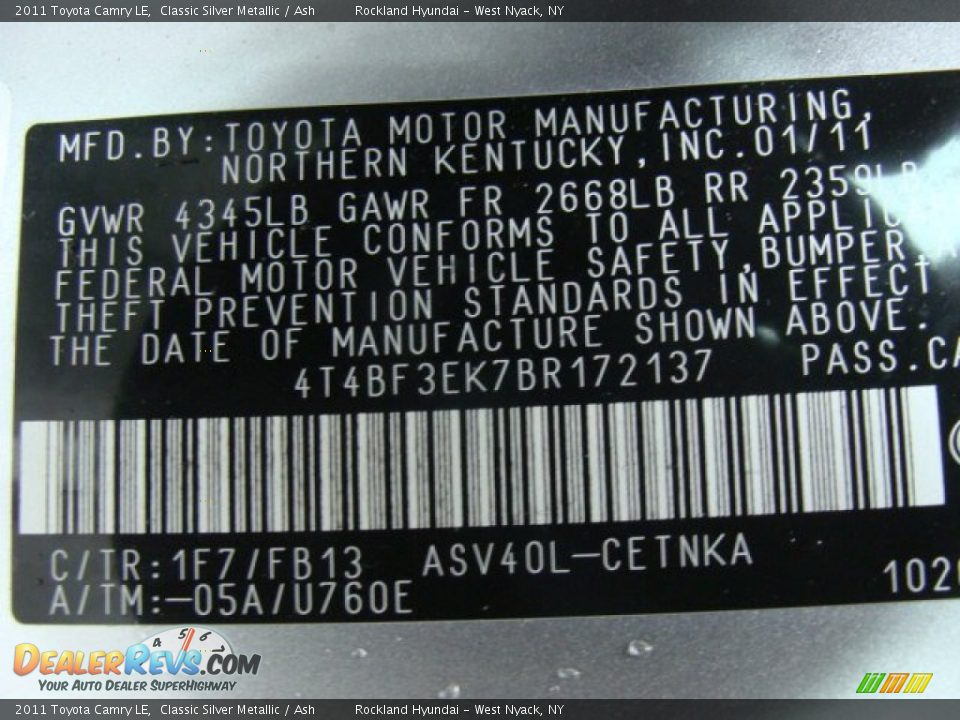 2011 Toyota Camry LE, Classic Silver Metallic / Ash Rockland Hyundai - West Nyack, NY
MFD.BY:TOYOTA MOTOR MANUFACTURING,
NORTHERN KENTUCKY,INC.01/11
GVWR 4345LB GAWR FR 2668LB RR 2359LB
THIS VEHICLE CONFORMS TO ALL APPLIC
FEDERAL MOTOR VEHICLE SAFETY,BUMPER,A
THEFT PREVENTION STANDARDS IN EFFECT
THE DATE OF MANUFACTURE SHOWN ABOVE.
4T4BF3EK7BR172137 PASS.CA
C/TR:1F7/FB13 ASV40L-CETNKA
A/TM:-05A/U760E 102
4 5 6
DEALERREVS.COM
YOUR AUTO DEALER SUPERHIGHWAY
2011 Toyota Camry LE, Classic Silver Metallic / Ash Rockland Hyundai - West Nyack, NY